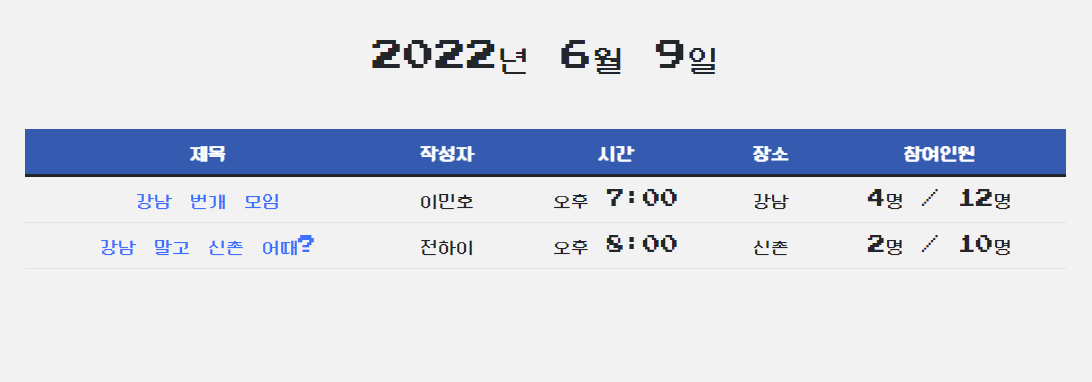 2022년 6월 9일
제목 작성자 시간 장소 참여인원
강남 번개 모임 이민호 오후 7:00 강남 4명 / 12명
강남 말고 신촌 어때? 전하이 오후 8:00 신촌 2명 / 10명